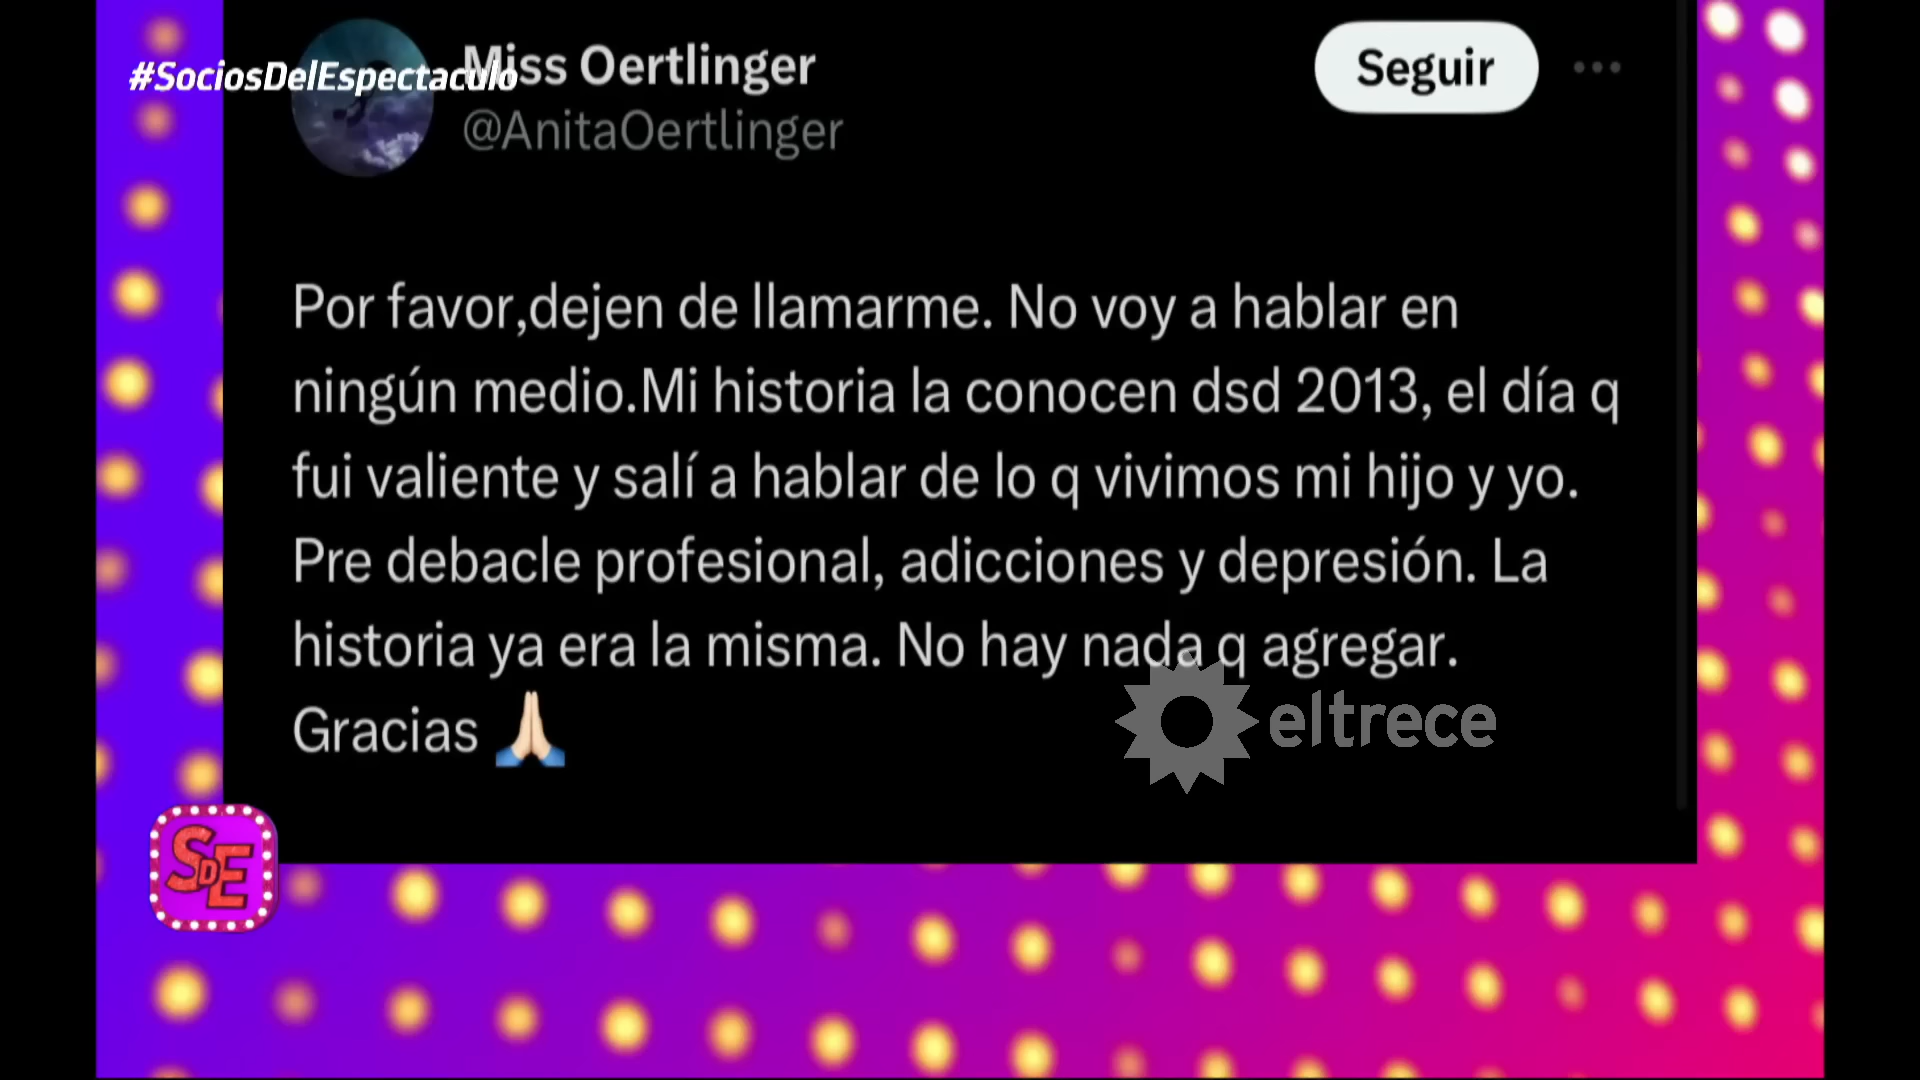 #SociosDelEspectaculo
Miss Oertlinger
@AnitaOertlinger
Seguir
Por favor,dejen de llamarme. No voy a hablar en
ningún medio.Mi historia la conocen dsd 2013, el día q
fui valiente y salí a hablar de lo q vivimos mi hijo y yo.
Pre debacle profesional, adicciones y depresión. La
historia ya era la misma. No hay nada q agregar.
Gracias 🙏🏻
eltrece
SDE